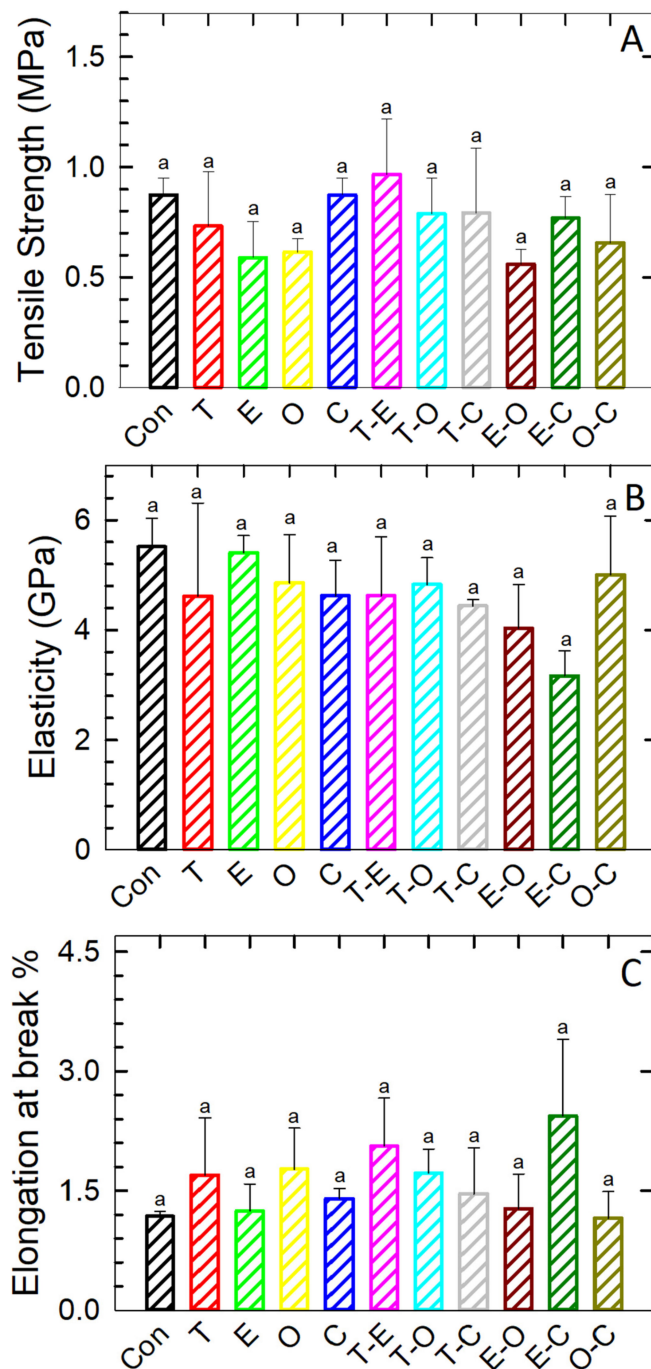 A
Tensile Strength (MPa)
1.5
1.0
0.5
0.0
a a a a a a a a a a a
Con T E O C T-E T-O T-C E-O E-C O-C
B
Elasticity (GPa)
6
4
2
0
a a a a a a a a a a a
Con T E O C T-E T-O T-C E-O E-C O-C
C
Elongation at break %
4.5
3.0
1.5
0.0
a a a a a a a a a a a
Con T E O C T-E T-O T-C E-O E-C O-C